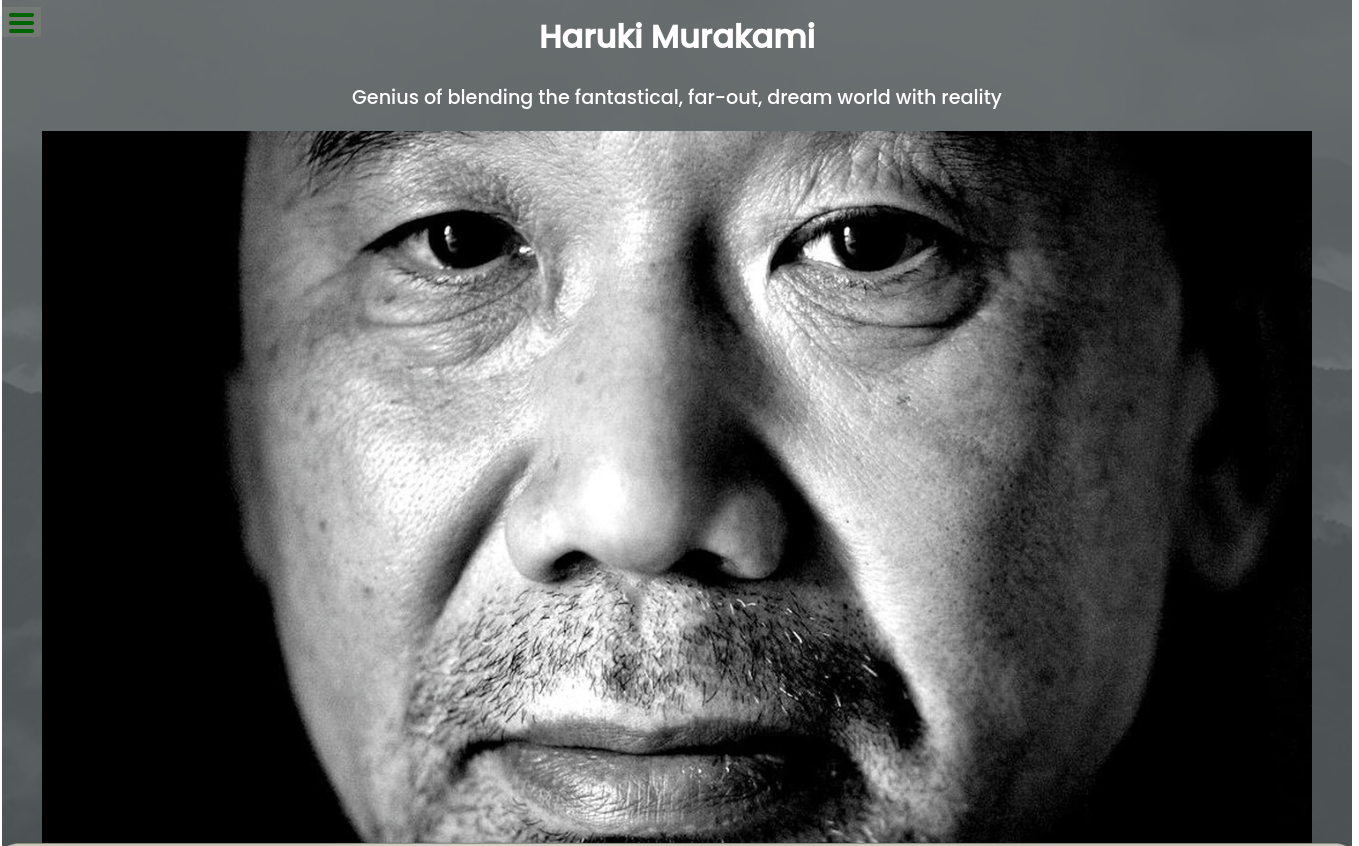 Haruki Murakami
Genius of blending the fantastical, far-out, dream world with reality